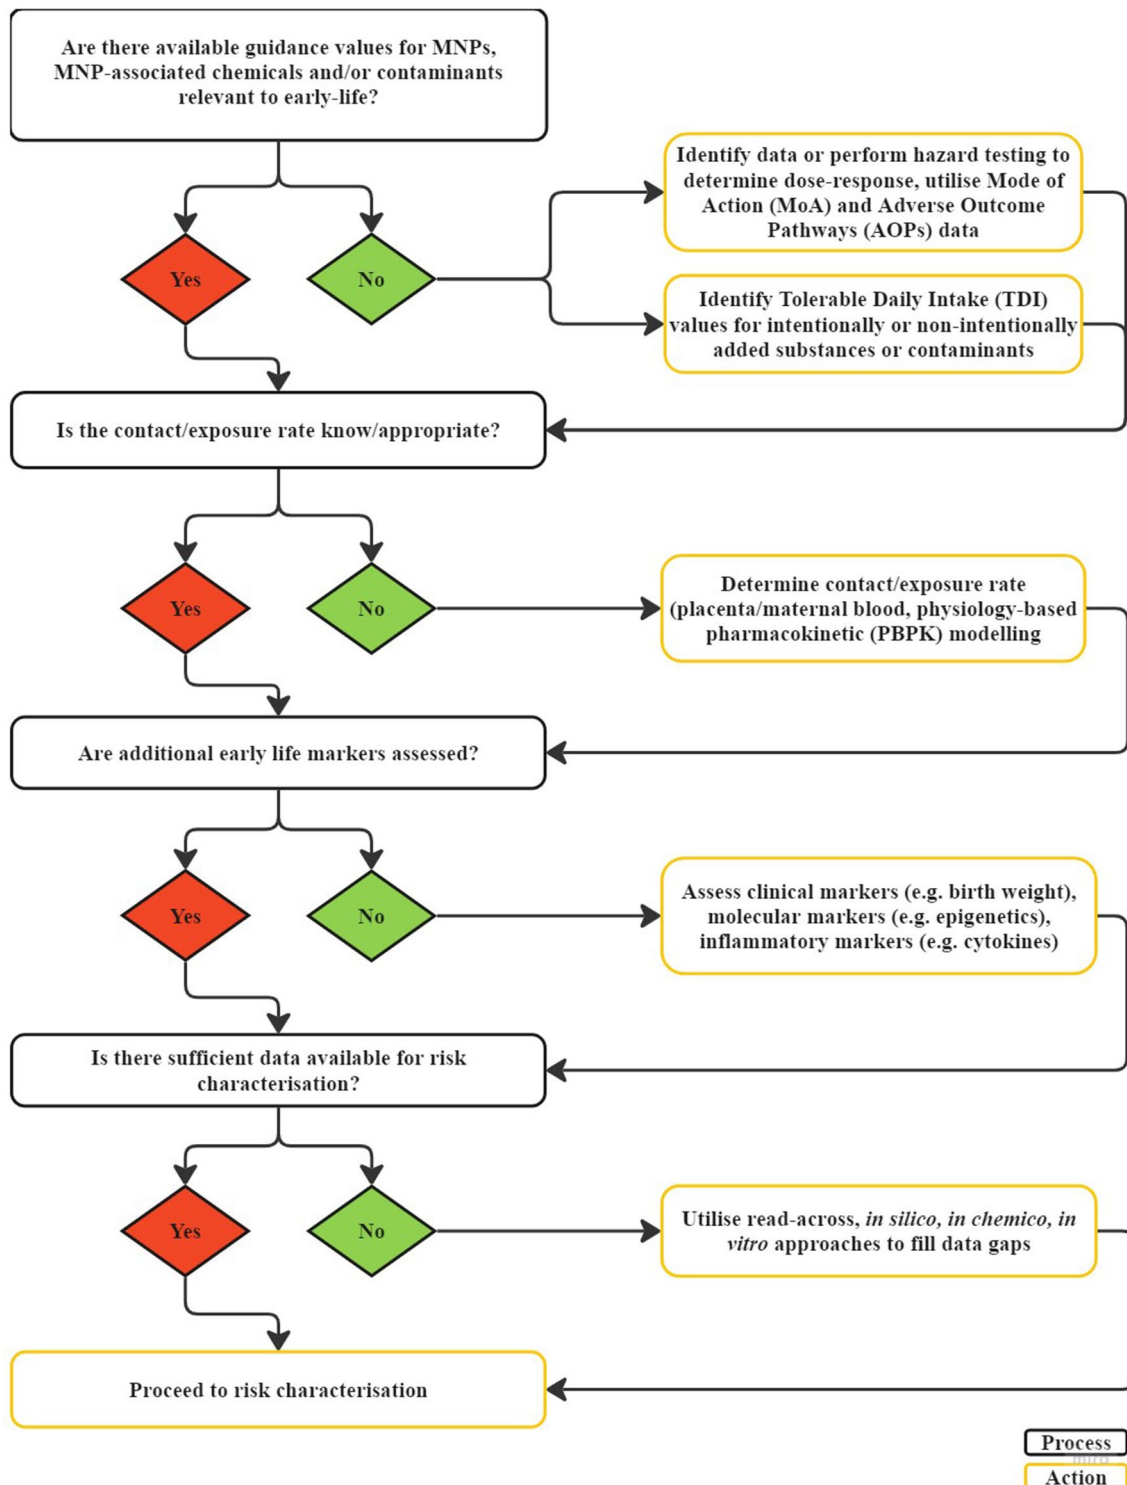 Are there available guidance values for MNPs,
MNP-associated chemicals and/or contaminants
relevant to early-life?
Identify data or perform hazard testing to
determine dose-response, utilise Mode of
Action (MoA) and Adverse Outcome
Pathways (AOPs) data
Yes
No
Identify Tolerable Daily Intake (TDI)
values for intentionally or non-intentionally
added substances or contaminants
Is the contact/exposure rate know/appropriate?
Yes
No
Determine contact/exposure rate
(placenta/maternal blood, physiology-based
pharmacokinetic (PBPK) modelling
Are additional early life markers assessed?
Yes
No
Assess clinical markers (e.g. birth weight),
molecular markers (e.g. epigenetics),
inflammatory markers (e.g. cytokines)
Is there sufficient data available for risk
characterisation?
Yes
No
Utilise read-across, in silico, in chemico, in
vitro approaches to fill data gaps
Proceed to risk characterisation
Process
miro
Action